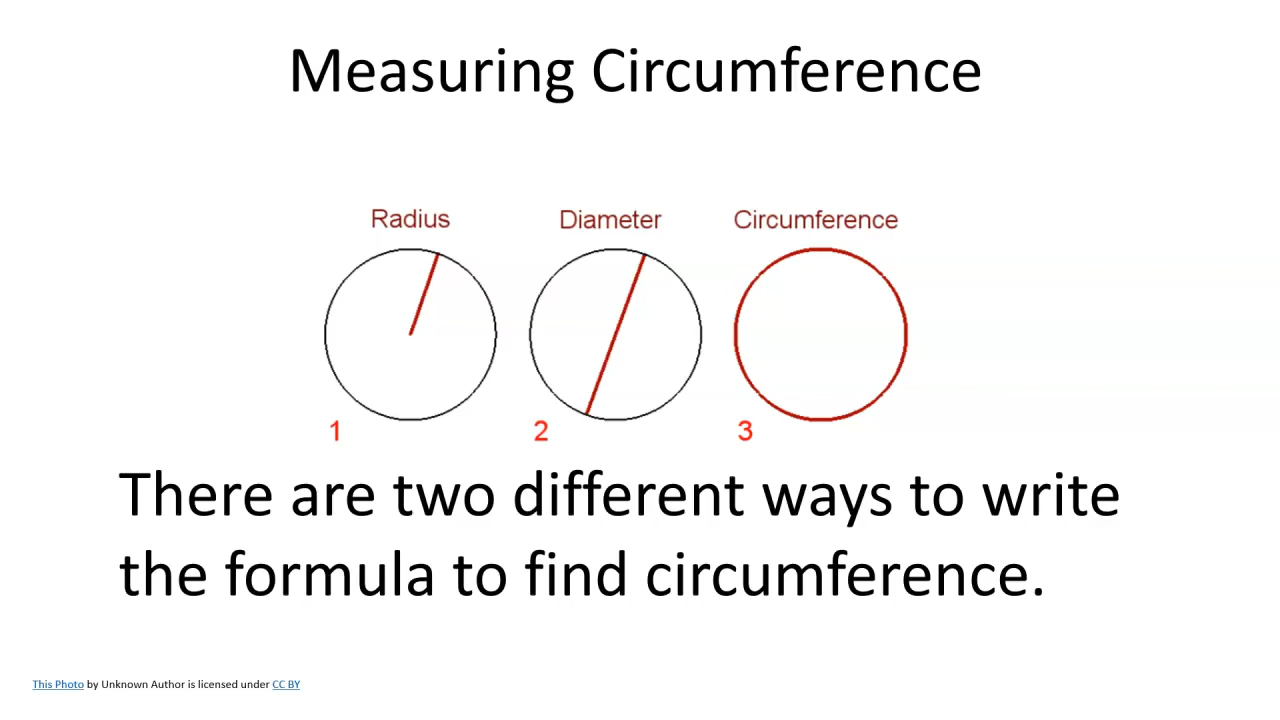 Measuring Circumference
Radius Diameter Circumference
1 2 3
There are two different ways to write
the formula to find circumference.
This Photo by Unknown Author is licensed under CC BY